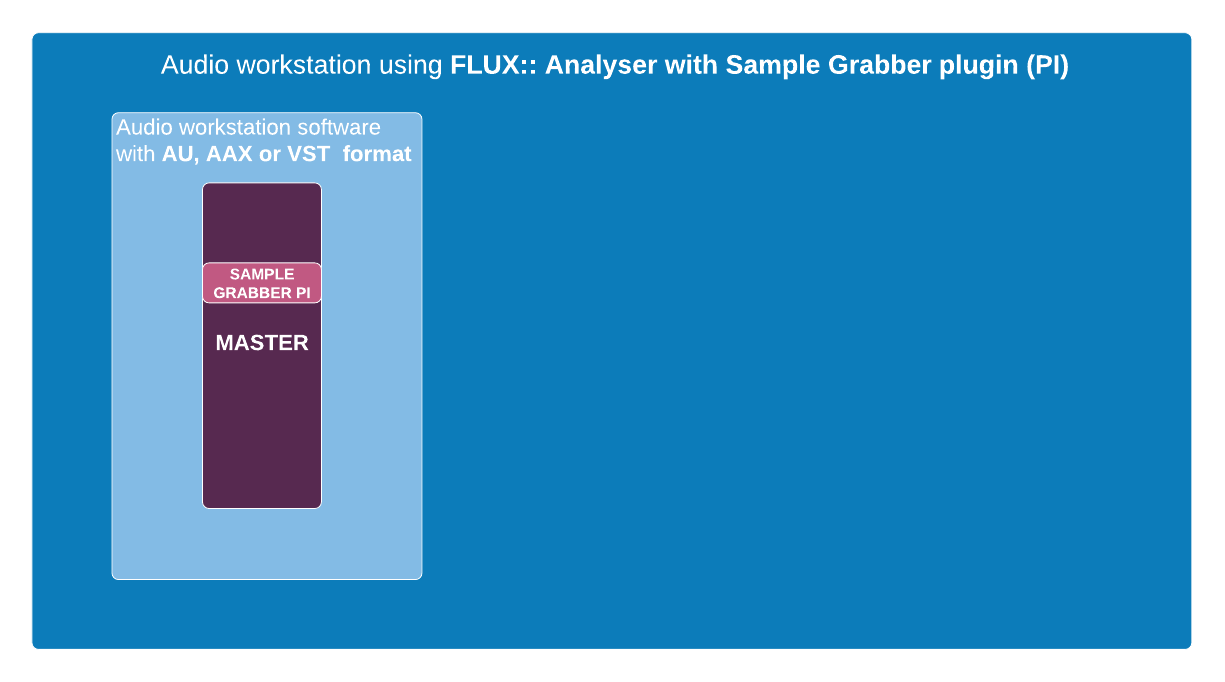 Audio workstation using FLUX:: Analyser with Sample Grabber plugin (PI)
Audio workstation software
with AU, AAX or VST  format
SAMPLE
GRABBER PI
MASTER